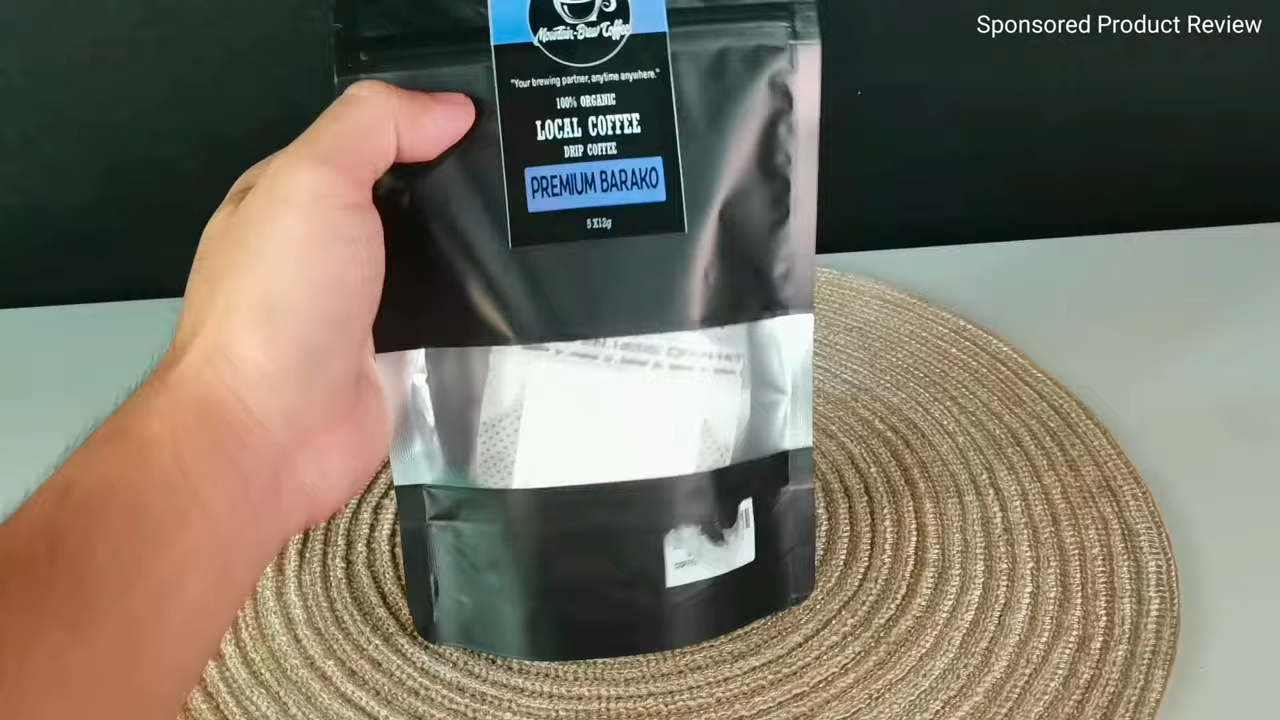 Sponsored Product Review
Mountain-Brew Coffee
"Your brewing partner, anytime anywhere."
100% ORGANIC
LOCAL COFFEE
DRIP COFFEE
PREMIUM BARAKO
5 X12g